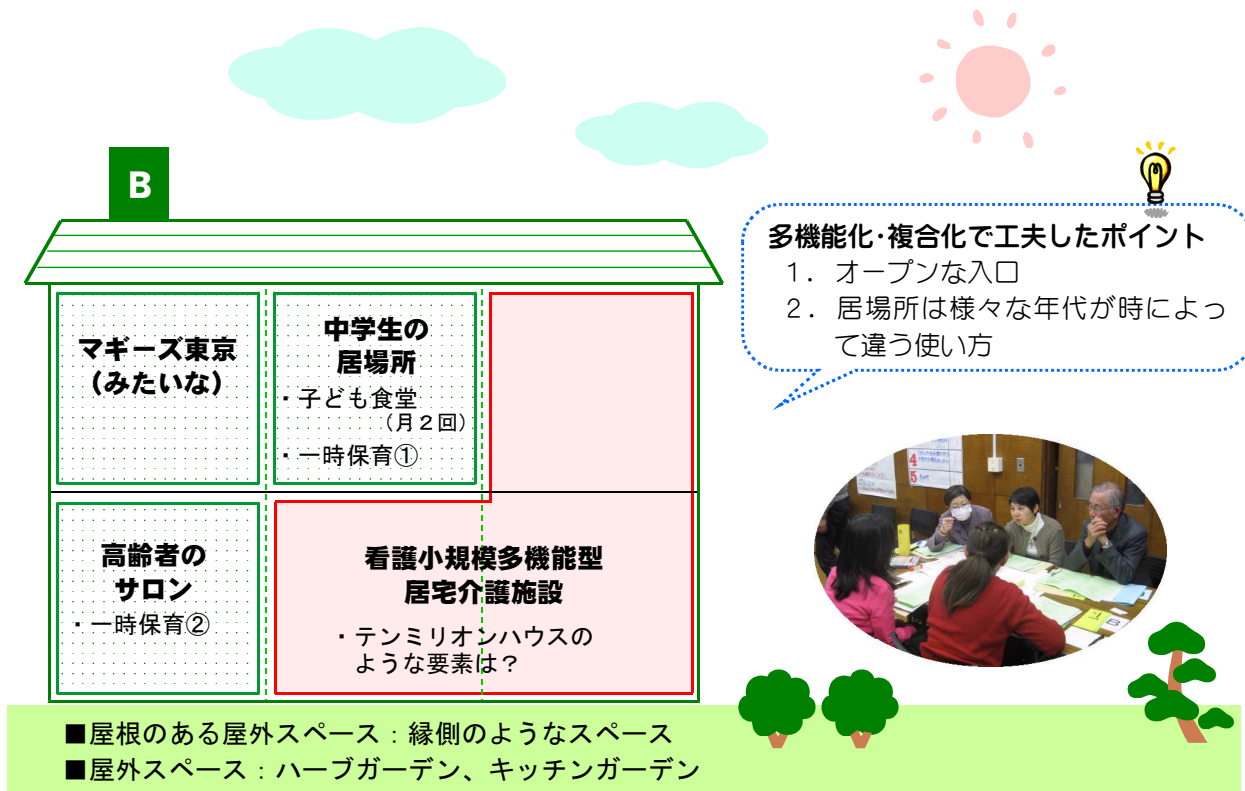 B
多機能化･複合化で工夫したポイント
１．オープンな入口
２．居場所は様々な年代が時によっ
て違う使い方
マギーズ東京
（みたいな）
中学生の
居場所
・子ども食堂
（月２回）
・一時保育①
高齢者の
サロン
・一時保育②
看護小規模多機能型
居宅介護施設
・テンミリオンハウスの
ような要素は？
4
5
B
■屋根のある屋外スペース：縁側のようなスペース
■屋外スペース：ハーブガーデン、キッチンガーデン